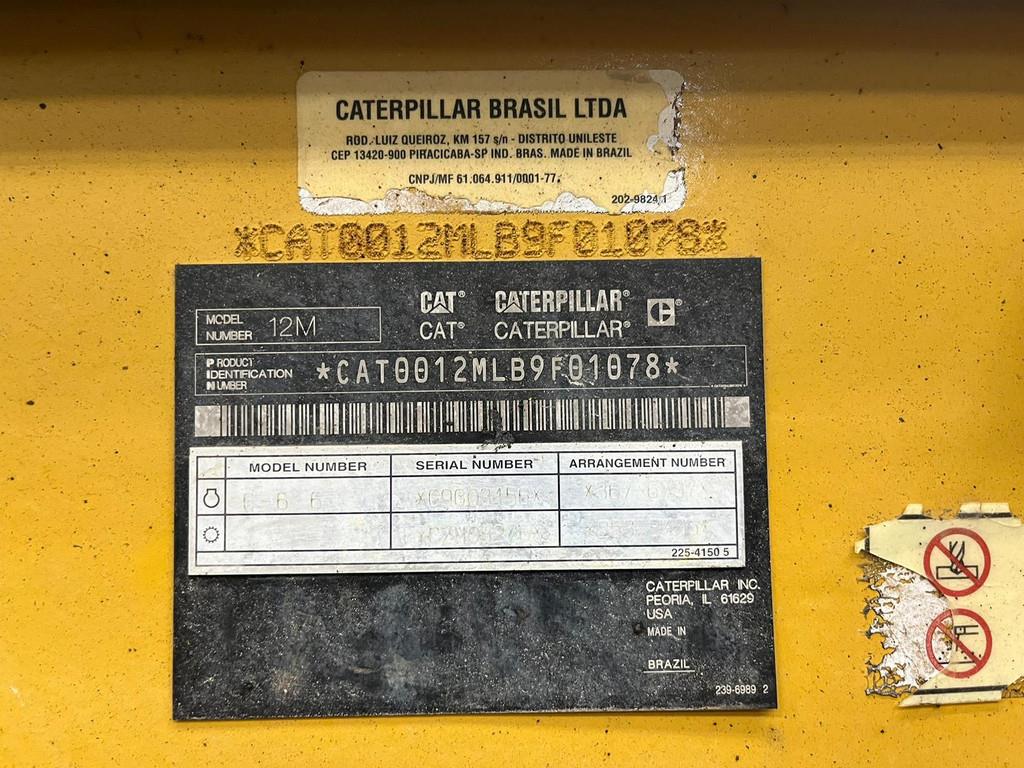 CATERPILLAR BRASIL LTDA
ROD. LUIZ QUEIROZ, KM 157 s/n - DISTRITO UNILESTE
CEP 13420-900 PIRACICABA-SP IND. BRAS. MADE IN BRAZIL
CNPJ/MF 61.064.911/0001-77.
202-9824 1
*CAT0012MLB9F01078*
CAT® CATERPILLAR®
CAT® CATERPILLAR®
MODEL NUMBER 12M
PRODUCT IDENTIFICATION NUMBER *CAT0012MLB9F01078*
MODEL NUMBER SERIAL NUMBER ARRANGEMENT NUMBER
225-4150 5
CATERPILLAR INC.
PEORIA, IL 61629
USA
MADE IN
BRAZIL
239-6989 2